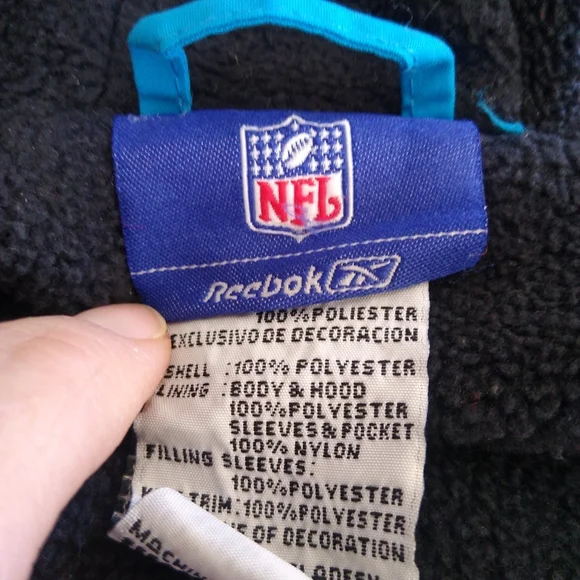 NFL
Reebok
100%POLIESTER
EXCLUSIVO DE DECORACION
SHELL :100% POLYESTER
LINING :BODY & HOOD
100%POLYESTER
SLEEVES&POCKET
100% NYLON
FILLING SLEEVES:
100%POLYESTER
TRIM:100%POLYESTER
OF DECORATION